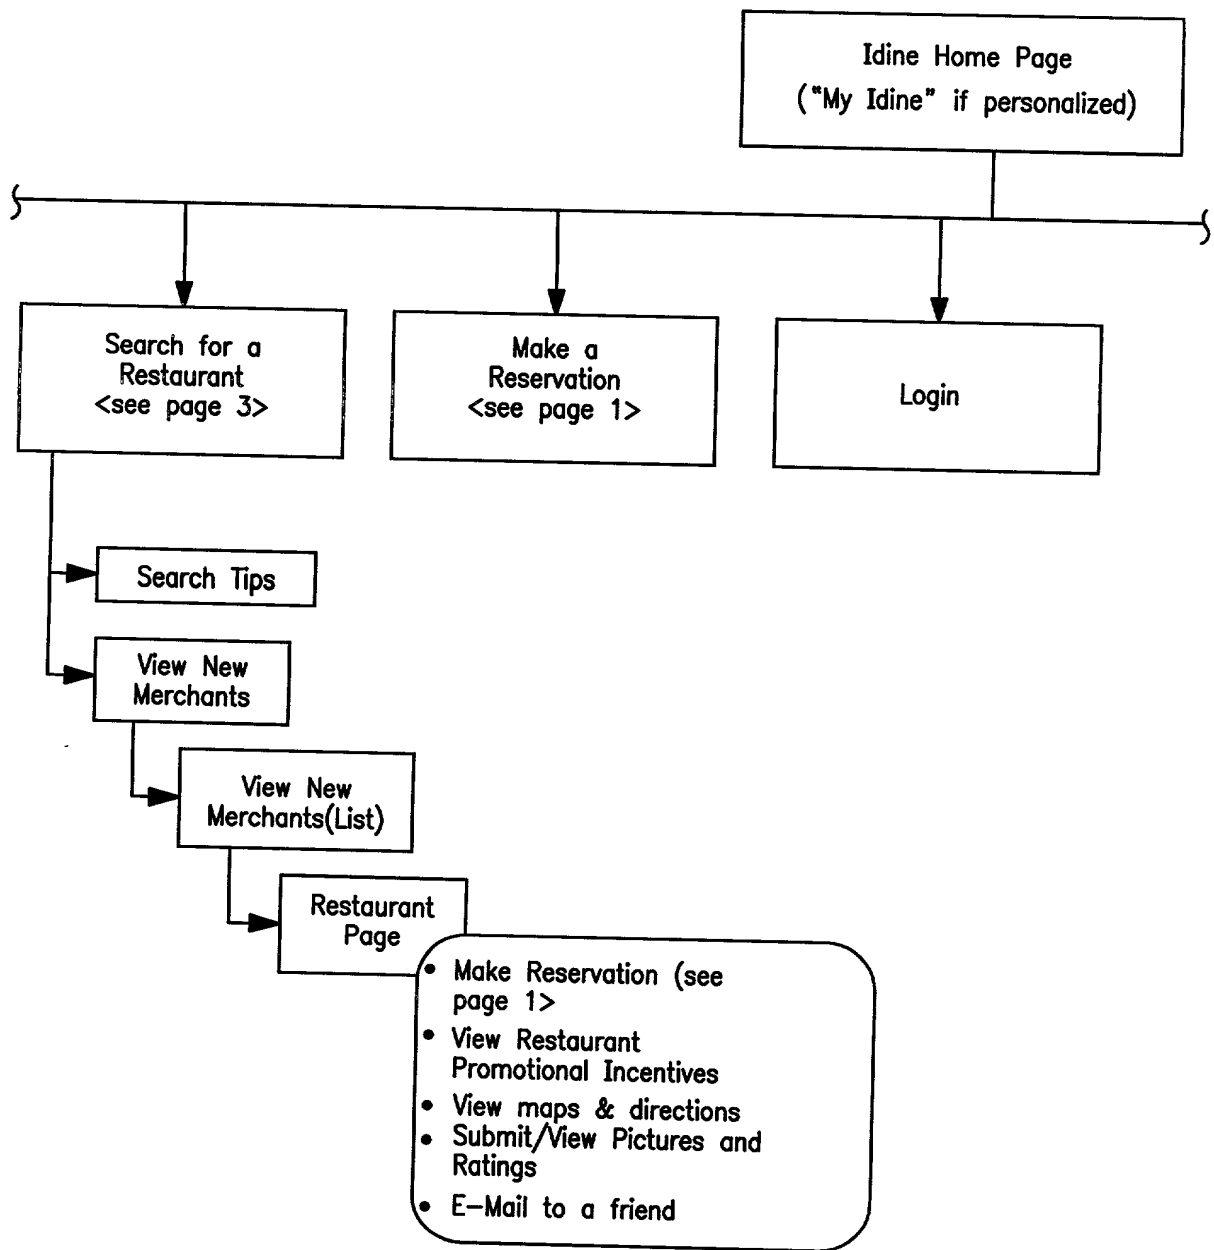 Idine Home Page
("My Idine" if personalized)
Search for a
Restaurant
<see page 3>
Make a
Reservation
<see page 1>
Login
Search Tips
View New
Merchants
View New
Merchants(List)
Restaurant
Page
• Make Reservation (see
page 1>
• View Restaurant
Promotional Incentives
• View maps & directions
• Submit/View Pictures and
Ratings
• E-Mail to a friend